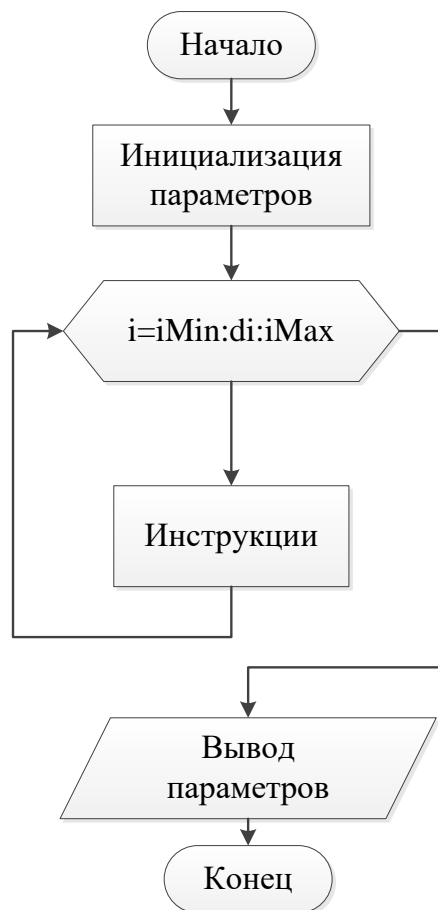 Начало
Инициализация
параметров
i=iMin:di:iMax
Инструкции
Вывод
параметров
Конец